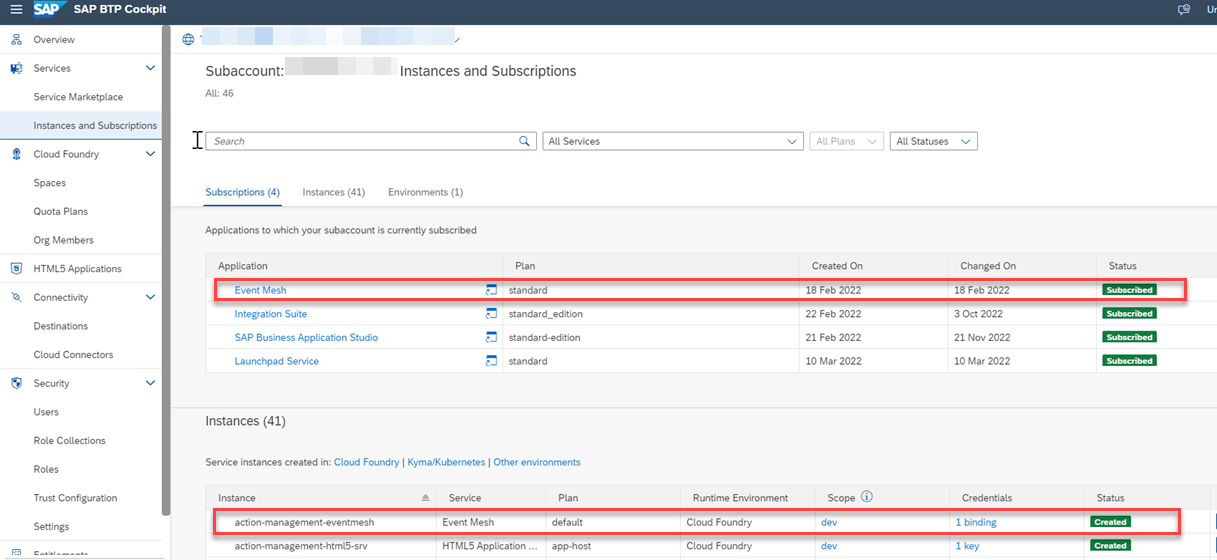 SAP SAP BTP Cockpit
Overview
Services
Service Marketplace
Instances and Subscriptions
Cloud Foundry
Spaces
Quota Plans
Org Members
HTML5 Applications
Connectivity
Destinations
Cloud Connectors
Security
Users
Role Collections
Roles
Trust Configuration
Settings
Entitlements
Subaccount: Instances and Subscriptions
All: 46
Search All Services All Plans All Statuses
Subscriptions (4) Instances (41) Environments (1)
Applications to which your subaccount is currently subscribed
Application Plan Created On Changed On Status
Event Mesh standard 18 Feb 2022 18 Feb 2022 Subscribed
Integration Suite standard_edition 22 Feb 2022 3 Oct 2022 Subscribed
SAP Business Application Studio standard-edition 21 Feb 2022 21 Nov 2022 Subscribed
Launchpad Service standard 10 Mar 2022 10 Mar 2022 Subscribed
Instances (41)
Service instances created in: Cloud Foundry | Kyma/Kubernetes | Other environments
Instance Service Plan Runtime Environment Scope Credentials Status
action-management-eventmesh Event Mesh default Cloud Foundry dev 1 binding Created
action-management-html5-srv HTML5 Application ... app-host Cloud Foundry dev 1 key Created